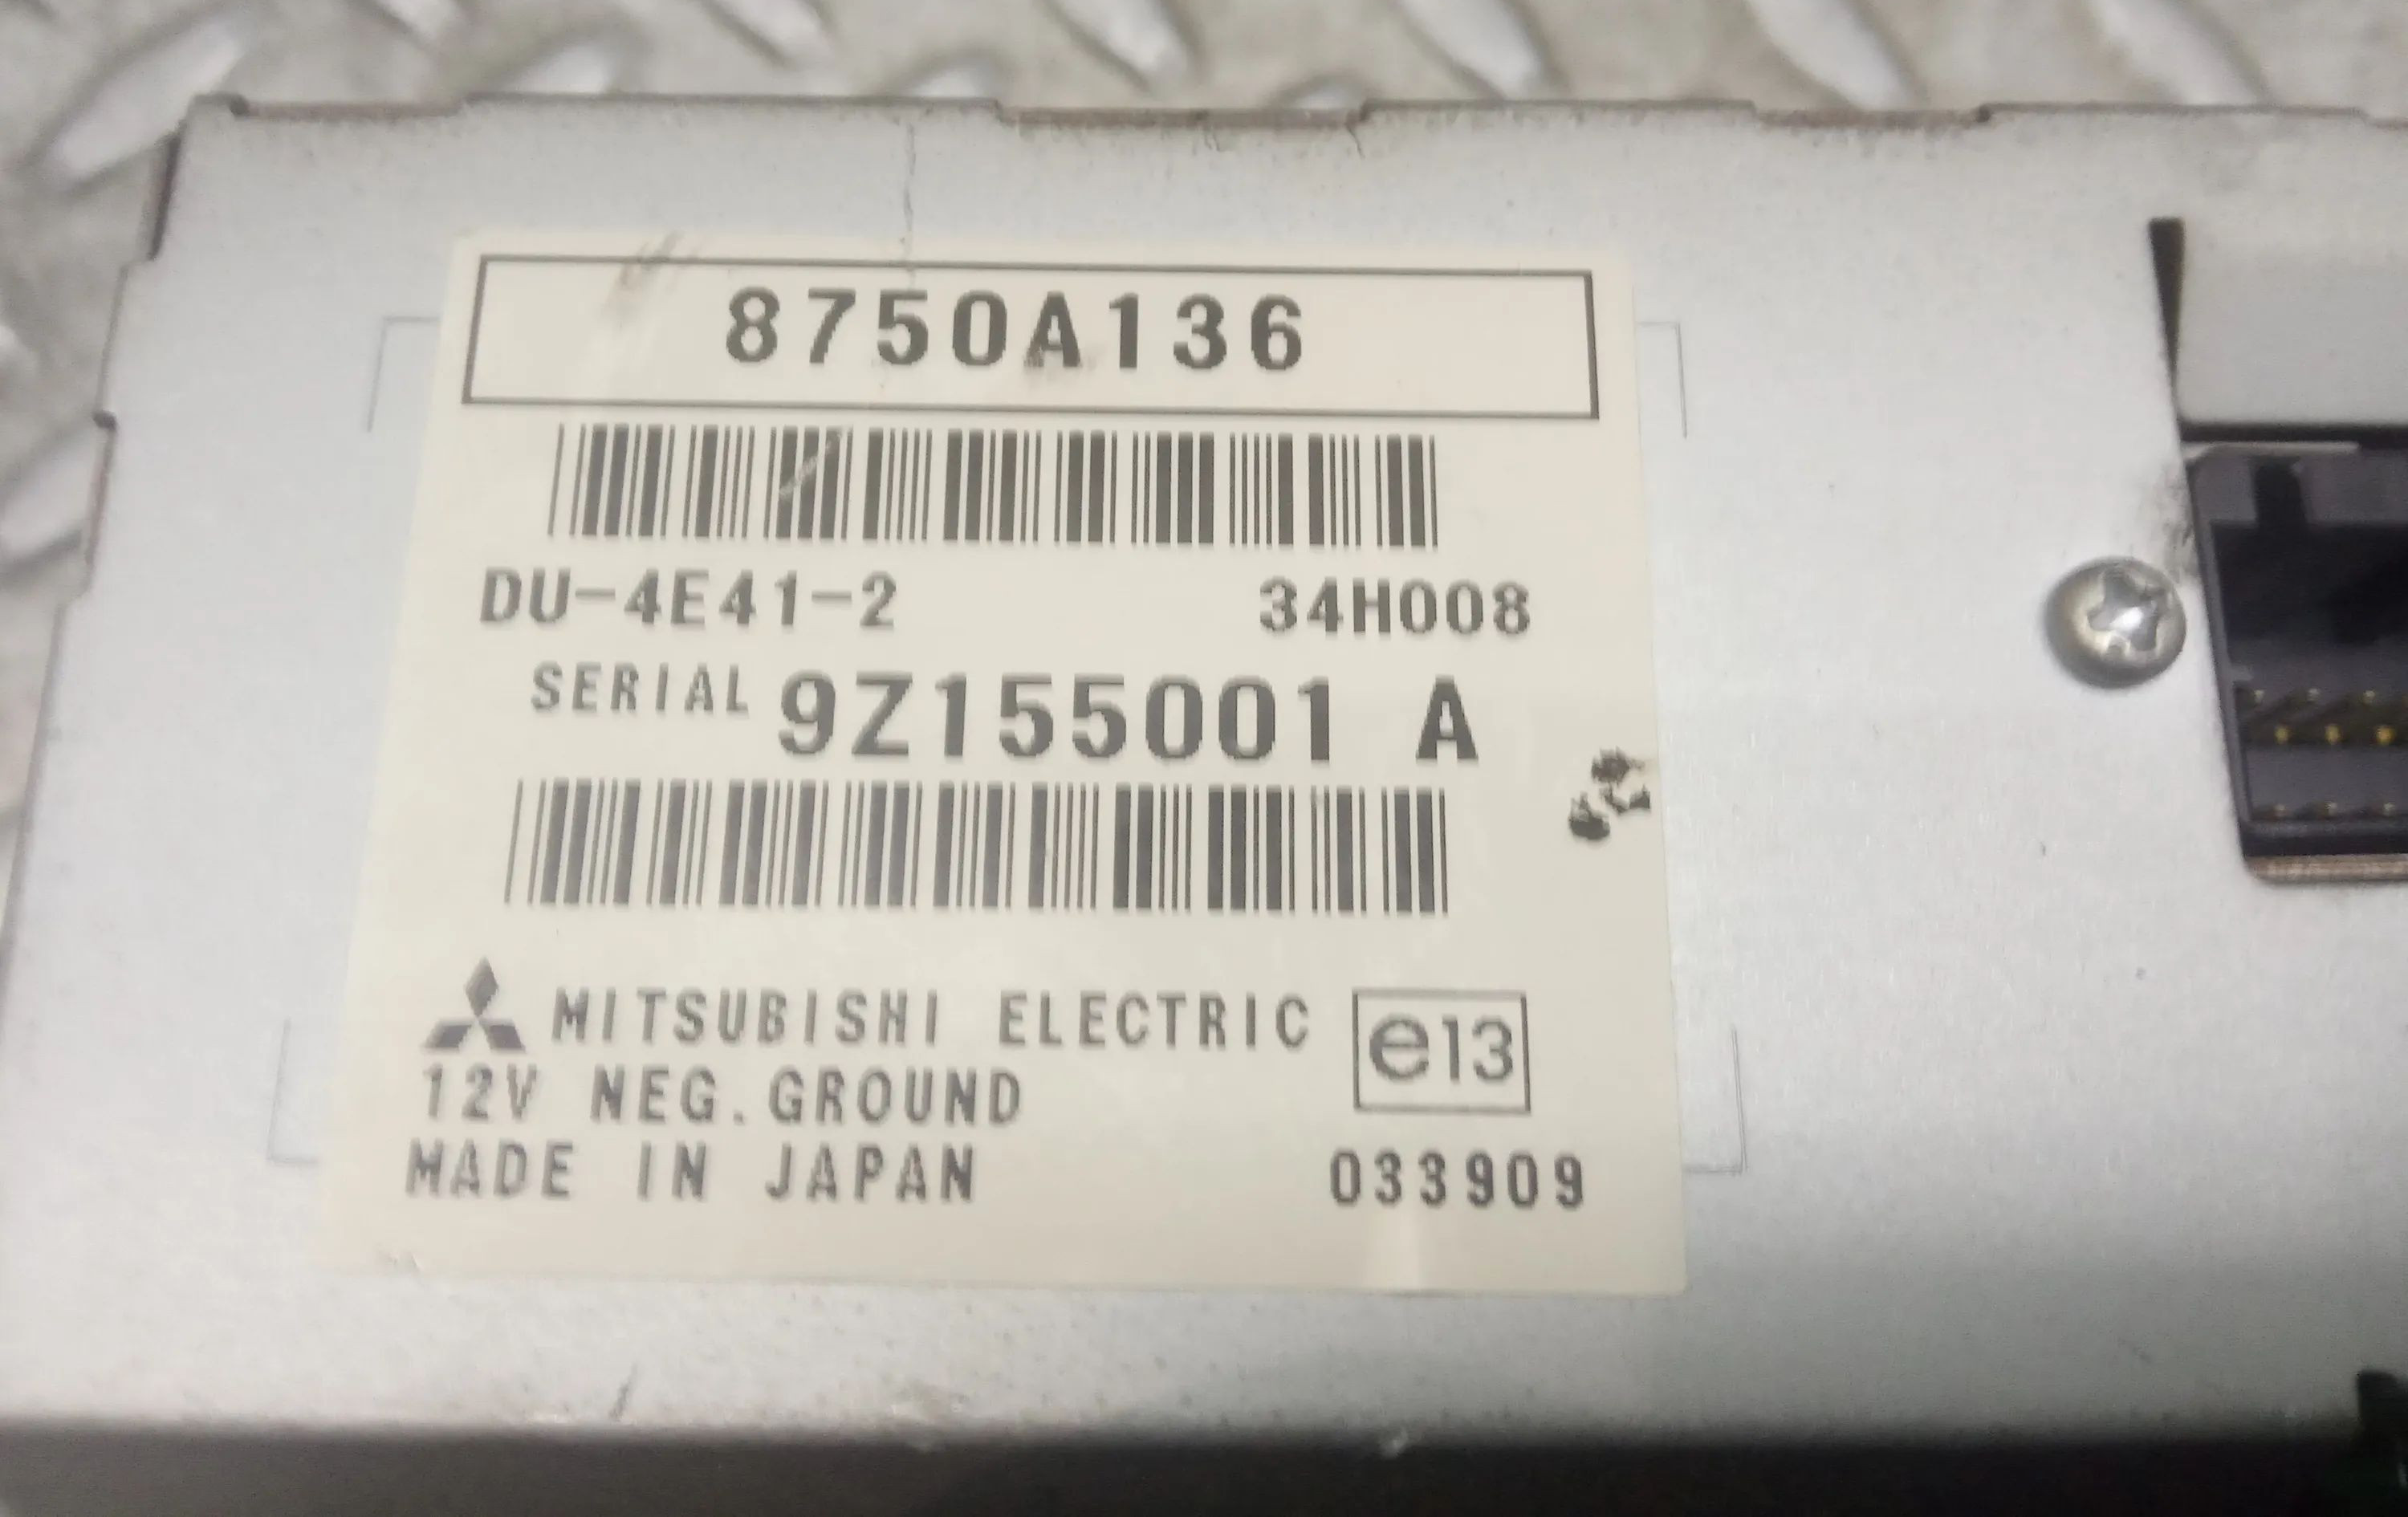 8750A136
DU-4E41-2 34H008
SERIAL 9Z155001 A
MITSUBISHI ELECTRIC e13
12V NEG.GROUND
MADE IN JAPAN 033909